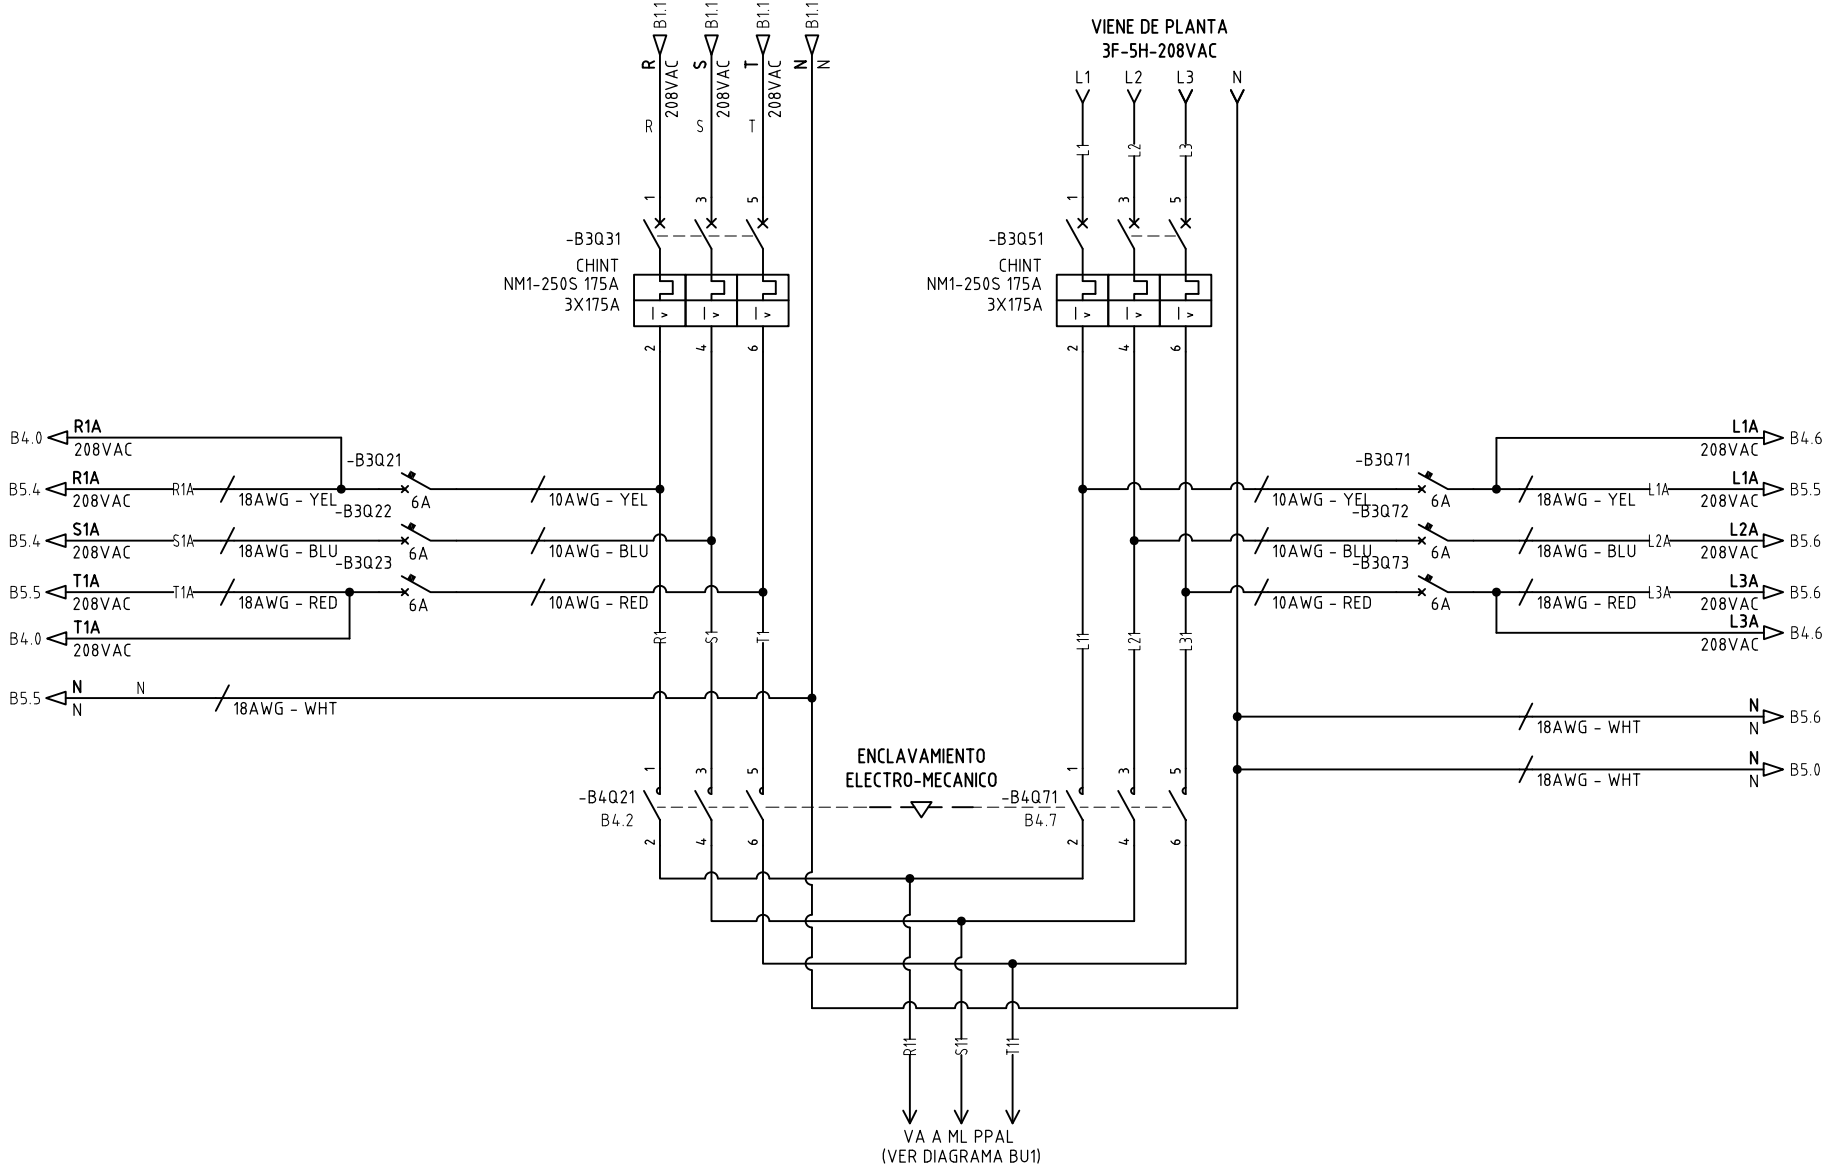 B1.1
B1.1
B1.1
B1.1
R
208VAC
S
208VAC
T
208VAC
N
N
R
S
T
VIENE DE PLANTA
3F-5H-208VAC
L1
L2
L3
N
L1
L2
L3
1
3
5
-B3Q31
CHINT
NM1-250S 175A
3X175A
I >
I >
I >
2
4
6
1
3
5
-B3Q51
CHINT
NM1-250S 175A
3X175A
I >
I >
I >
2
4
6
B4.0
R1A
208VAC
-B3Q21
B5.4
R1A
208VAC
R1A
18AWG - YEL
6A
10AWG - YEL
-B3Q22
B5.4
S1A
208VAC
S1A
18AWG - BLU
6A
10AWG - BLU
-B3Q23
B5.5
T1A
208VAC
T1A
18AWG - RED
6A
10AWG - RED
B4.0
T1A
208VAC
R1
S1
T1
B5.5
N
N
N
18AWG - WHT
L1A
208VAC
B4.6
-B3Q71
10AWG - YEL
6A
18AWG - YEL
L1A
L1A
208VAC
B5.5
-B3Q72
10AWG - BLU
6A
18AWG - BLU
L2A
L2A
208VAC
B5.6
-B3Q73
10AWG - RED
6A
18AWG - RED
L3A
L3A
208VAC
B5.6
L3A
208VAC
B4.6
L11
L21
L31
18AWG - WHT
N
N
B5.6
18AWG - WHT
N
N
B5.0
ENCLAVAMIENTO
ELECTRO-MECANICO
1
3
5
-B4Q21
B4.2
2
4
6
1
3
5
-B4Q71
B4.7
2
4
6
R11
S11
T11
VA A ML PPAL
(VER DIAGRAMA BU1)